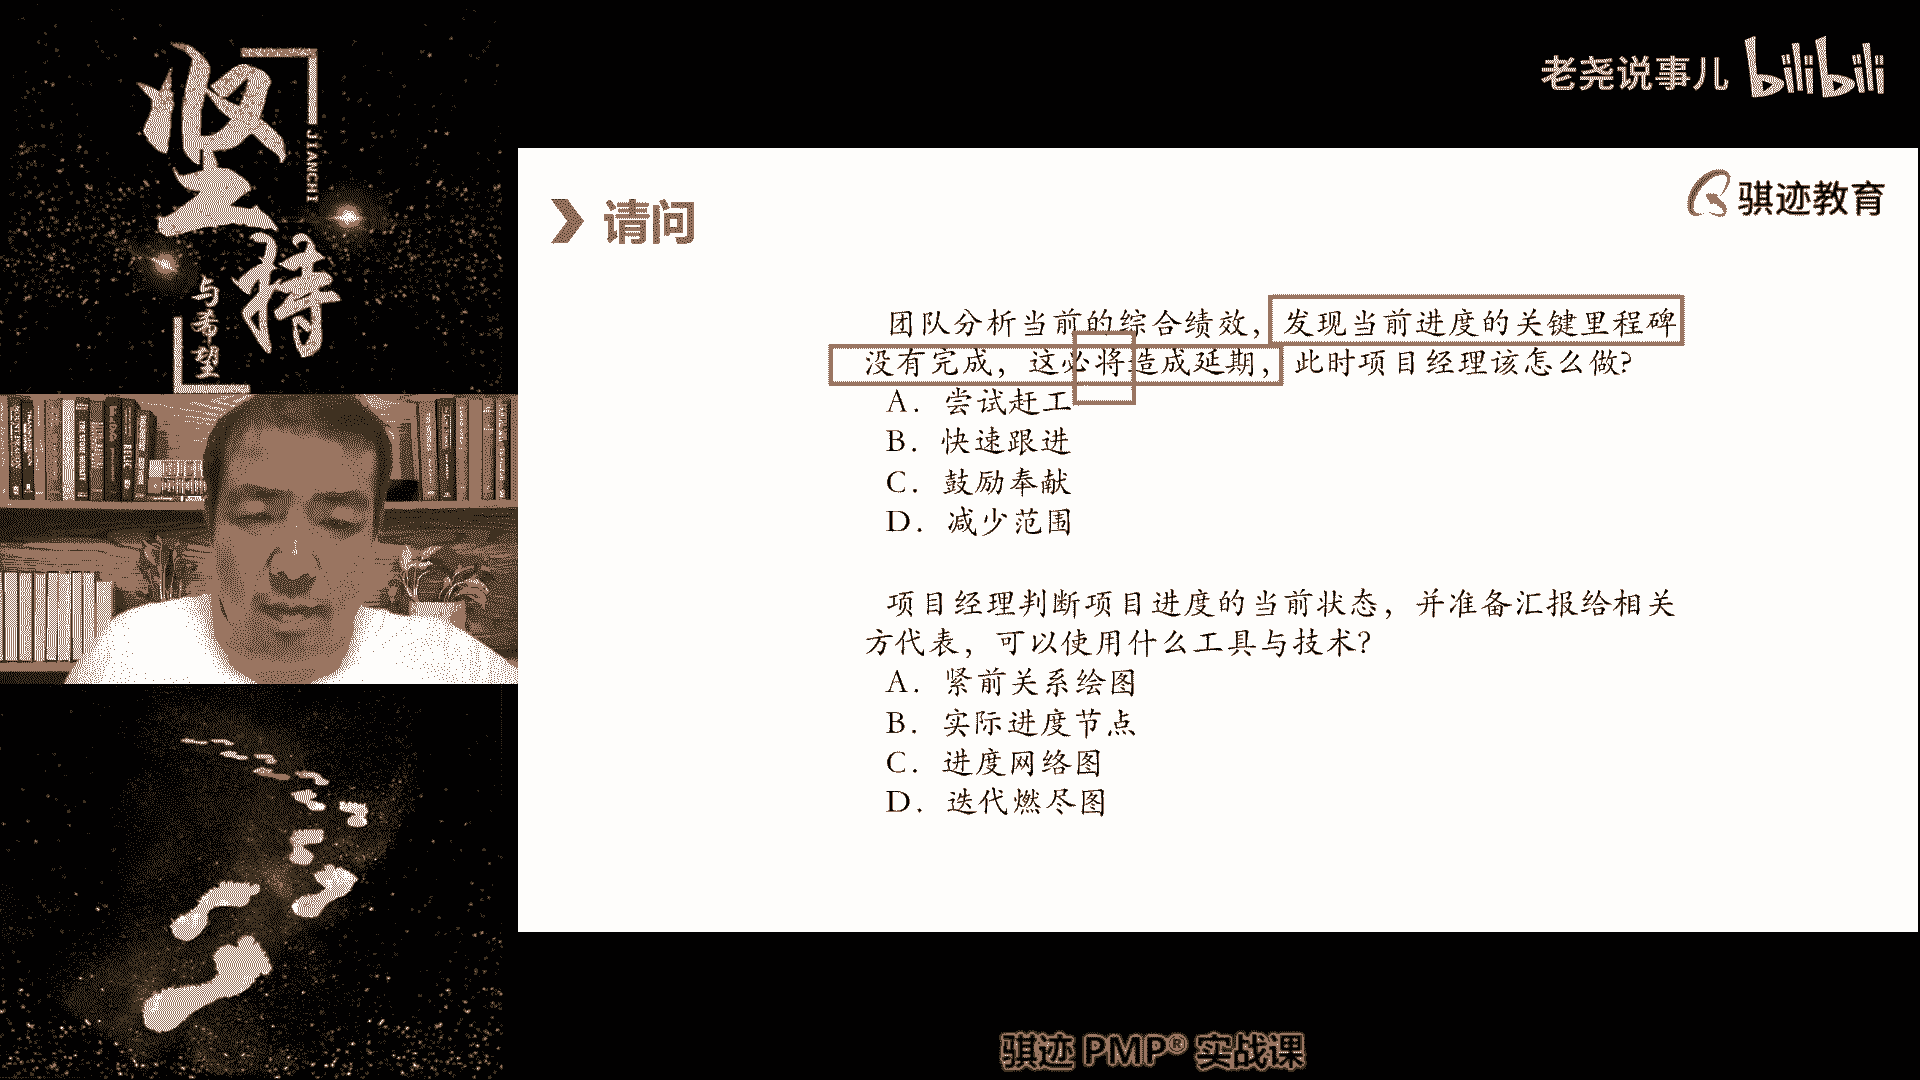 坚持
JIANCHI
与希望
老尧说事儿 bilibili
骐迹教育
请问
团队分析当前的综合绩效，发现当前进度的关键里程碑
没有完成，这必将造成延期，此时项目经理该怎么做?
A. 尝试赶工
B. 快速跟进
C. 鼓励奉献
D. 减少范围
项目经理判断项目进度的当前状态，并准备汇报给相关
方代表，可以使用什么工具与技术?
A. 紧前关系绘图
B. 实际进度节点
C. 进度网络图
D. 迭代燃尽图
骐迹 PMP® 实战课